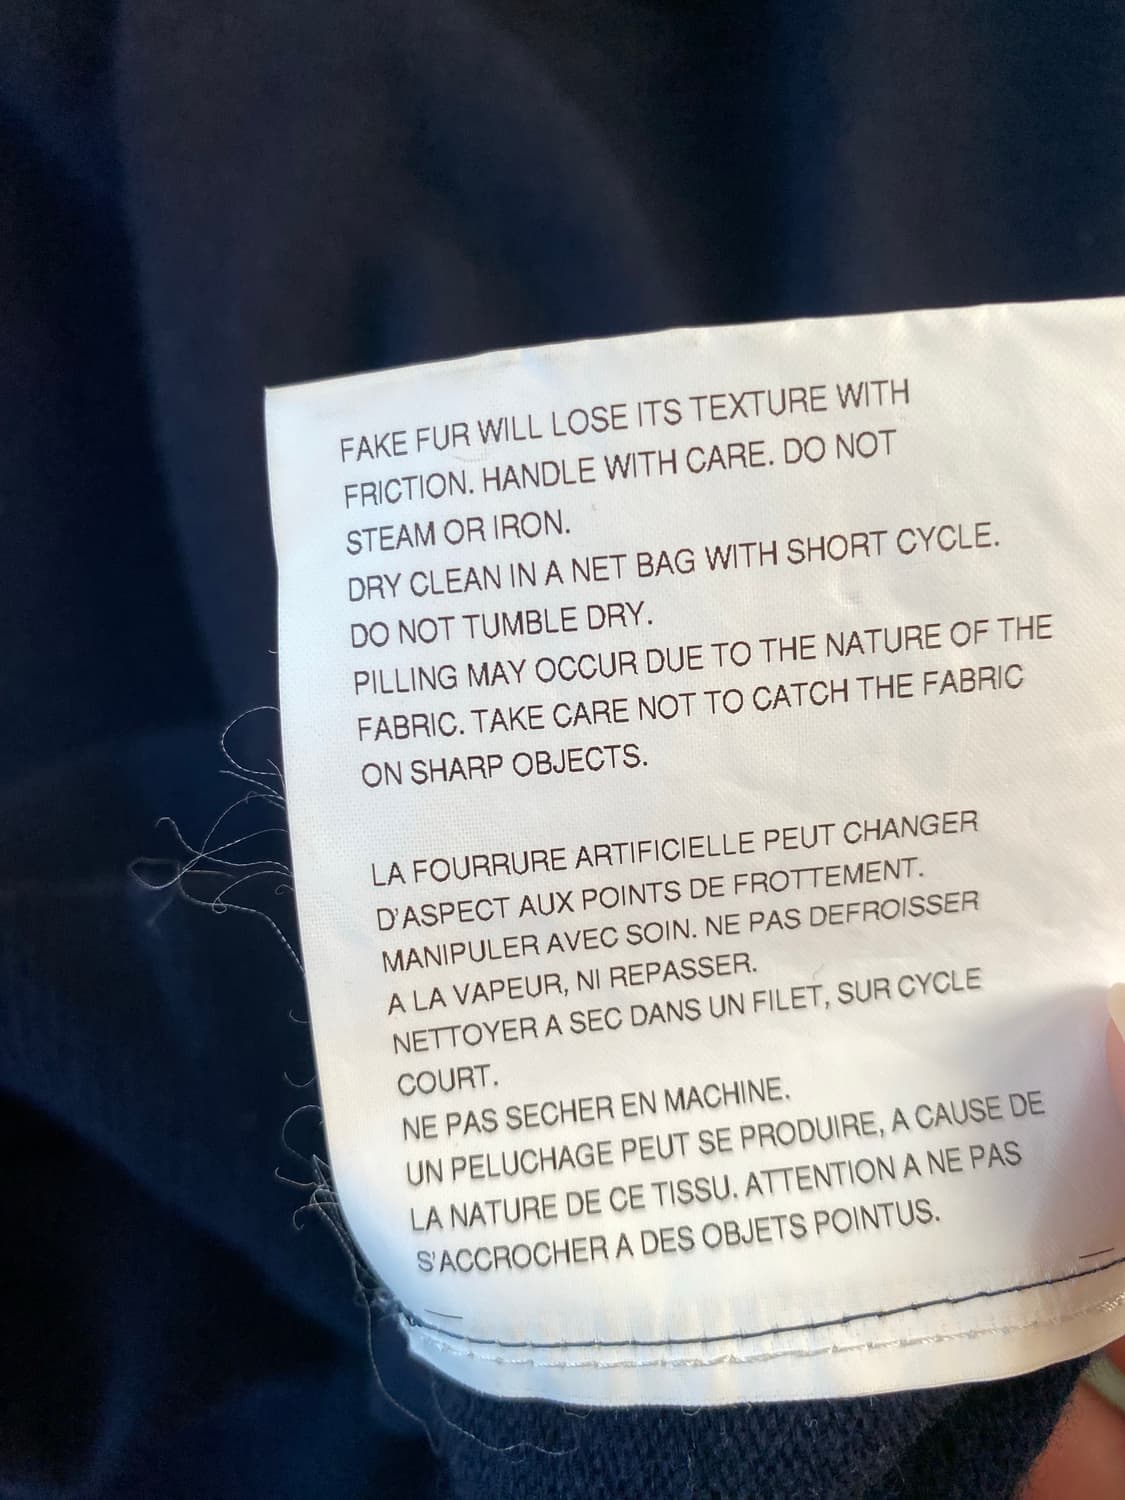 FAKE FUR WILL LOSE ITS TEXTURE WITH
FRICTION. HANDLE WITH CARE. DO NOT
STEAM OR IRON.
DRY CLEAN IN A NET BAG WITH SHORT CYCLE.
DO NOT TUMBLE DRY.
PILLING MAY OCCUR DUE TO THE NATURE OF THE
FABRIC. TAKE CARE NOT TO CATCH THE FABRIC
ON SHARP OBJECTS.
LA FOURRURE ARTIFICIELLE PEUT CHANGER
D'ASPECT AUX POINTS DE FROTTEMENT.
MANIPULER AVEC SOIN. NE PAS DEFROISSER
A LA VAPEUR, NI REPASSER.
NETTOYER A SEC DANS UN FILET, SUR CYCLE
COURT.
NE PAS SECHER EN MACHINE.
UN PELUCHAGE PEUT SE PRODUIRE, A CAUSE DE
LA NATURE DE CE TISSU. ATTENTION A NE PAS
S'ACCROCHER A DES OBJETS POINTUS.